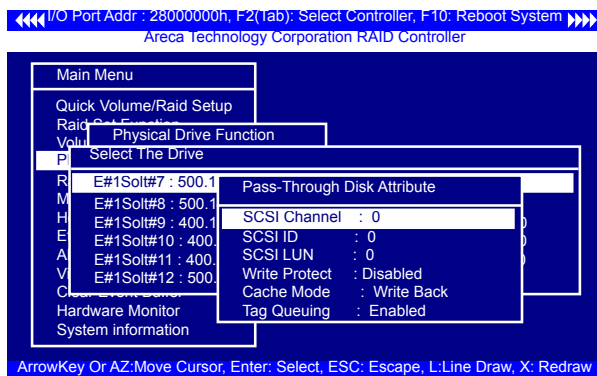 I/O Port Addr : 28000000h, F2(Tab): Select Controller, F10: Reboot System
Areca Technology Corporation RAID Controller
Main Menu
Quick Volume/Raid Setup
Physical Drive Function
Select The Drive
E#1Solt#7 : 500.1
E#1Solt#8 : 500.1
E#1Solt#9 : 400.1
E#1Solt#10 : 400.
E#1Solt#11 : 400.
E#1Solt#12 : 500.
Pass-Through Disk Attribute
SCSI Channel : 0
SCSI ID : 0
SCSI LUN : 0
Write Protect : Disabled
Cache Mode : Write Back
Tag Queuing : Enabled
Hardware Monitor
System information
ArrowKey Or AZ:Move Cursor, Enter: Select, ESC: Escape, L:Line Draw, X: Redraw